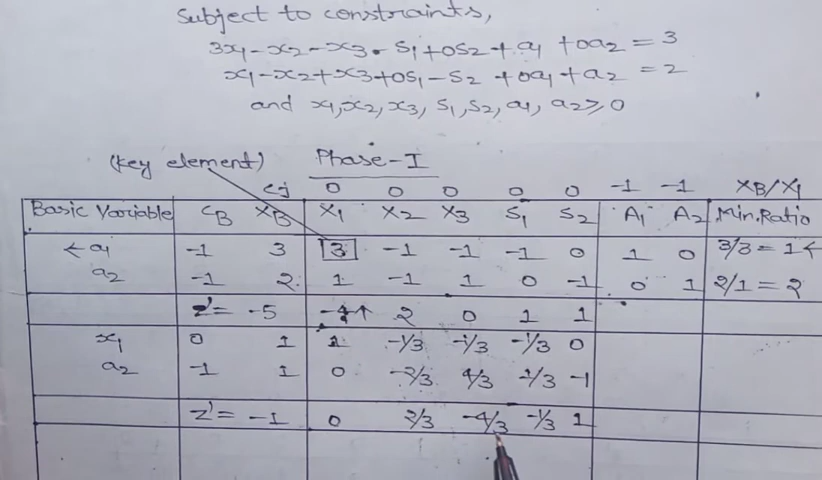 Subject to constraints,
3x1-x2-x3-s1+0s2+a1+0a2=3
x1-x2+x3+0s1-s2+0a1+a2=2
and x1,x2,x3,s1,s2,a1,a2≥0
(Key element) Phase-I
cj 0 0 0 0 0 -1 -1 XB/X1
Basic Variable CB XB X1 X2 X3 S1 S2 A1 A2 Min.Ratio
←a1 -1 3 3 -1 -1 -1 0 1 0 3/3=1←
a2 -1 2 1 -1 1 0 -1 0 1 2/1=2
z'= -5 -4↑ 2 0 1 1
x1 0 1 1 -1/3 -1/3 -1/3 0
a2 -1 1 0 -2/3 4/3 1/3 -1
z'= -1 0 2/3 -4/3 -1/3 1